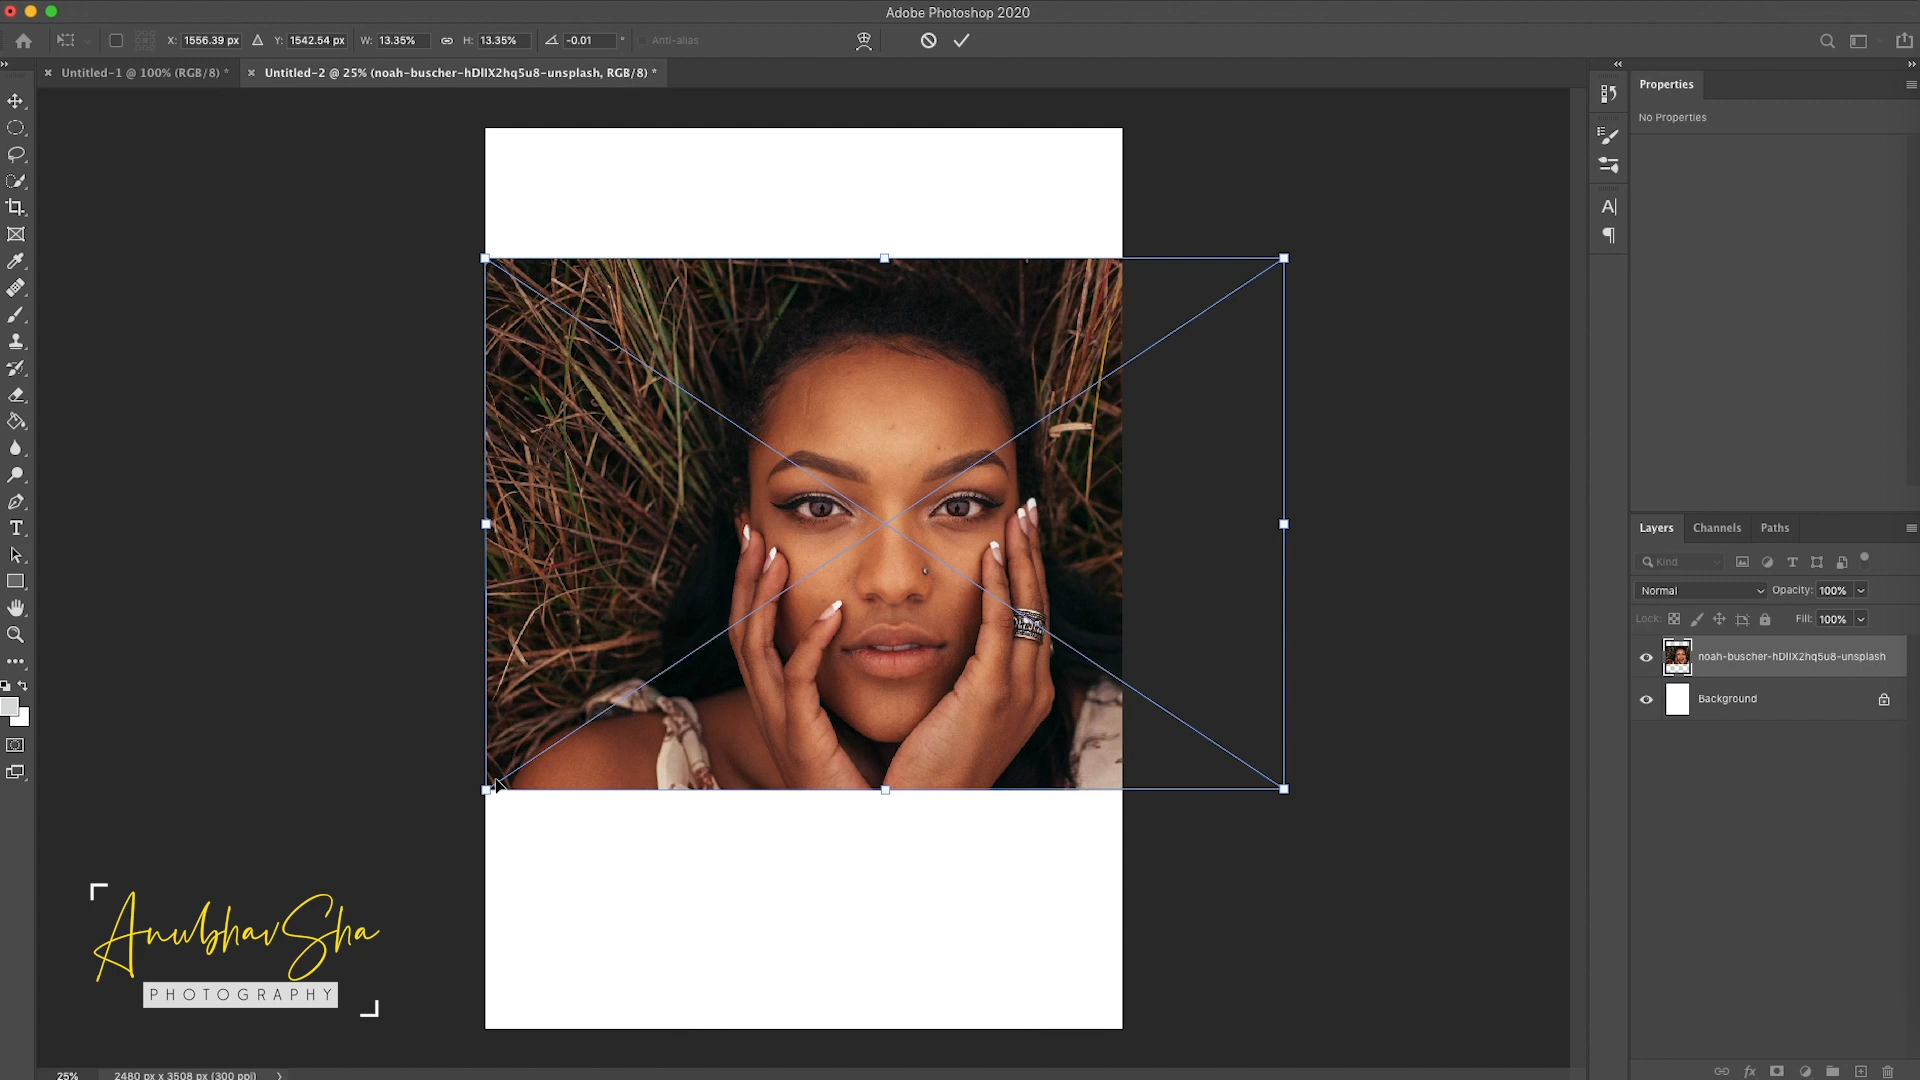 Adobe Photoshop 2020
X: 1556.39 px Y: 1542.54 px W: 13.35% H: 13.35% -0.01 ° Anti-alias
Untitled-1 @ 100% (RGB/8) * Untitled-2 @ 25% (noah-buscher-hDIIX2hq5u8-unsplash, RGB/8) *
Properties
No Properties
Layers Channels Paths
Kind
Normal Opacity: 100%
Lock: Fill: 100%
noah-buscher-hDIIX2hq5u8-unsplash
Background
AnubhavSha
PHOTOGRAPHY
25% 2480 px x 3508 px (300 ppi)